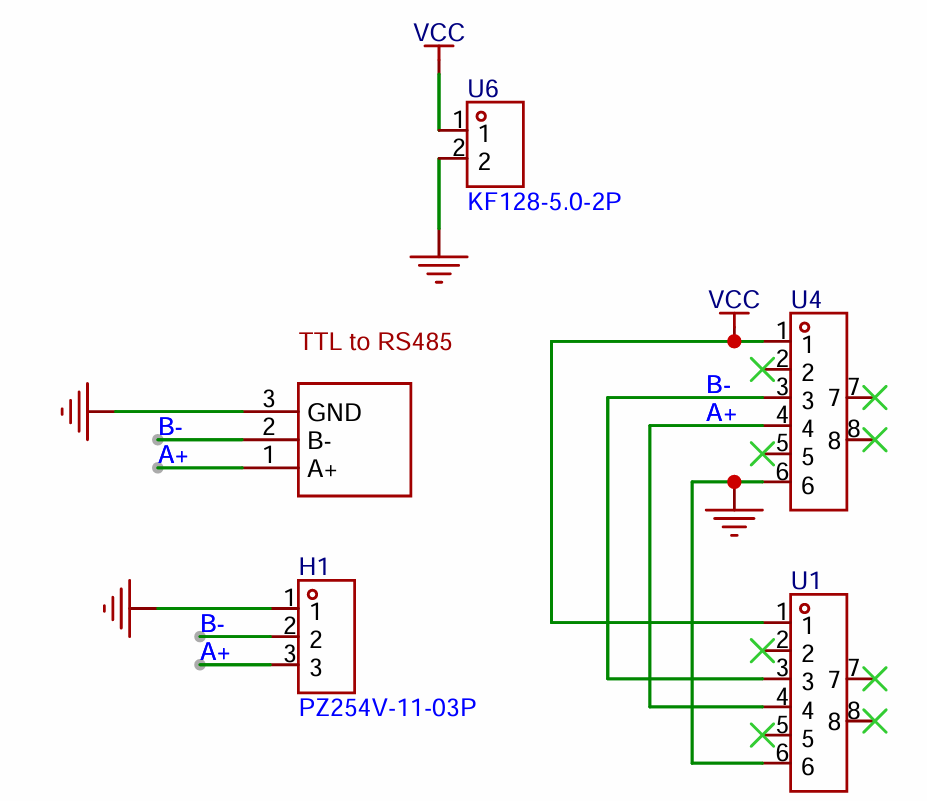 VCC
U6
1 1
2 2
KF128-5.0-2P
TTL to RS485
3 GND
B- 2 B-
A+ 1 A+
H1
1 1
B- 2 2
A+ 3 3
PZ254V-11-03P
VCC U4
1 1
2 2
B- 3 3 7 7
A+ 4 4 8 8
5 5
6 6
U1
1 1
2 2
3 3 7 7
4 4 8 8
5 5
6 6